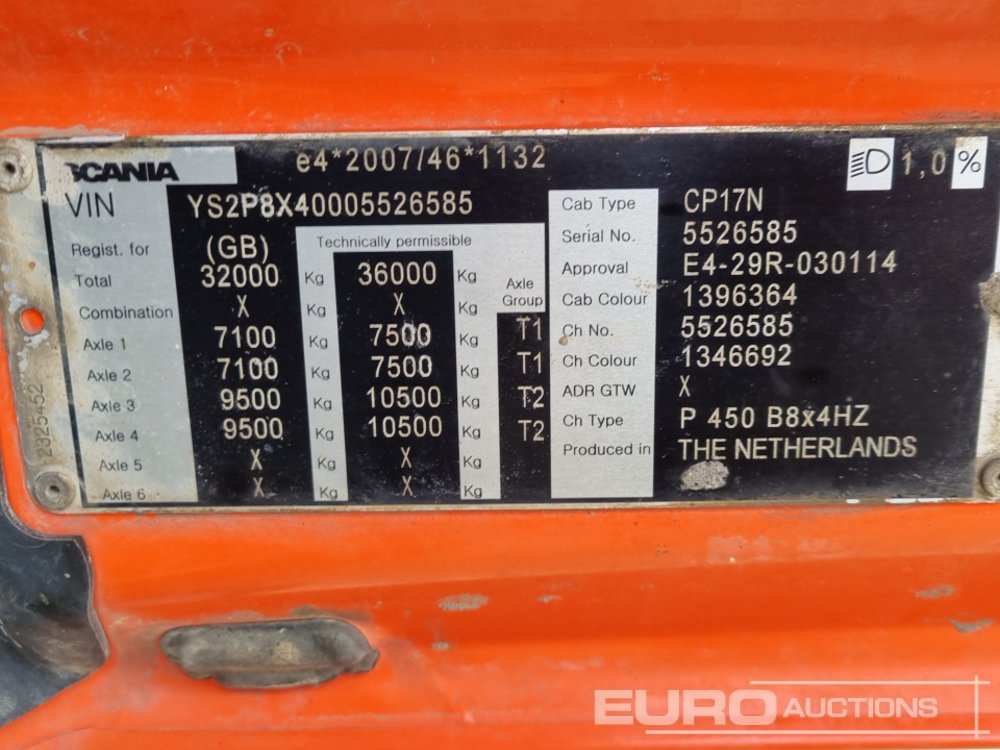 SCANIA e4*2007/46*1132 1,0 %
VIN YS2P8X40005526585
Regist. for (GB) Technically permissible
Total 32000 Kg 36000 Kg Axle Group
Combination X Kg X Kg
Axle 1 7100 Kg 7500 Kg T1
Axle 2 7100 Kg 7500 Kg T1
Axle 3 9500 Kg 10500 Kg T2
Axle 4 9500 Kg 10500 Kg T2
Axle 5 X Kg X Kg
Axle 6 X Kg X Kg
Cab Type CP17N
Serial No. 5526585
Approval E4-29R-030114
Cab Colour 1396364
Ch No. 5526585
Ch Colour 1346692
ADR GTW X
Ch Type P 450 B8x4HZ
Produced in THE NETHERLANDS
2325452
EURO AUCTIONS